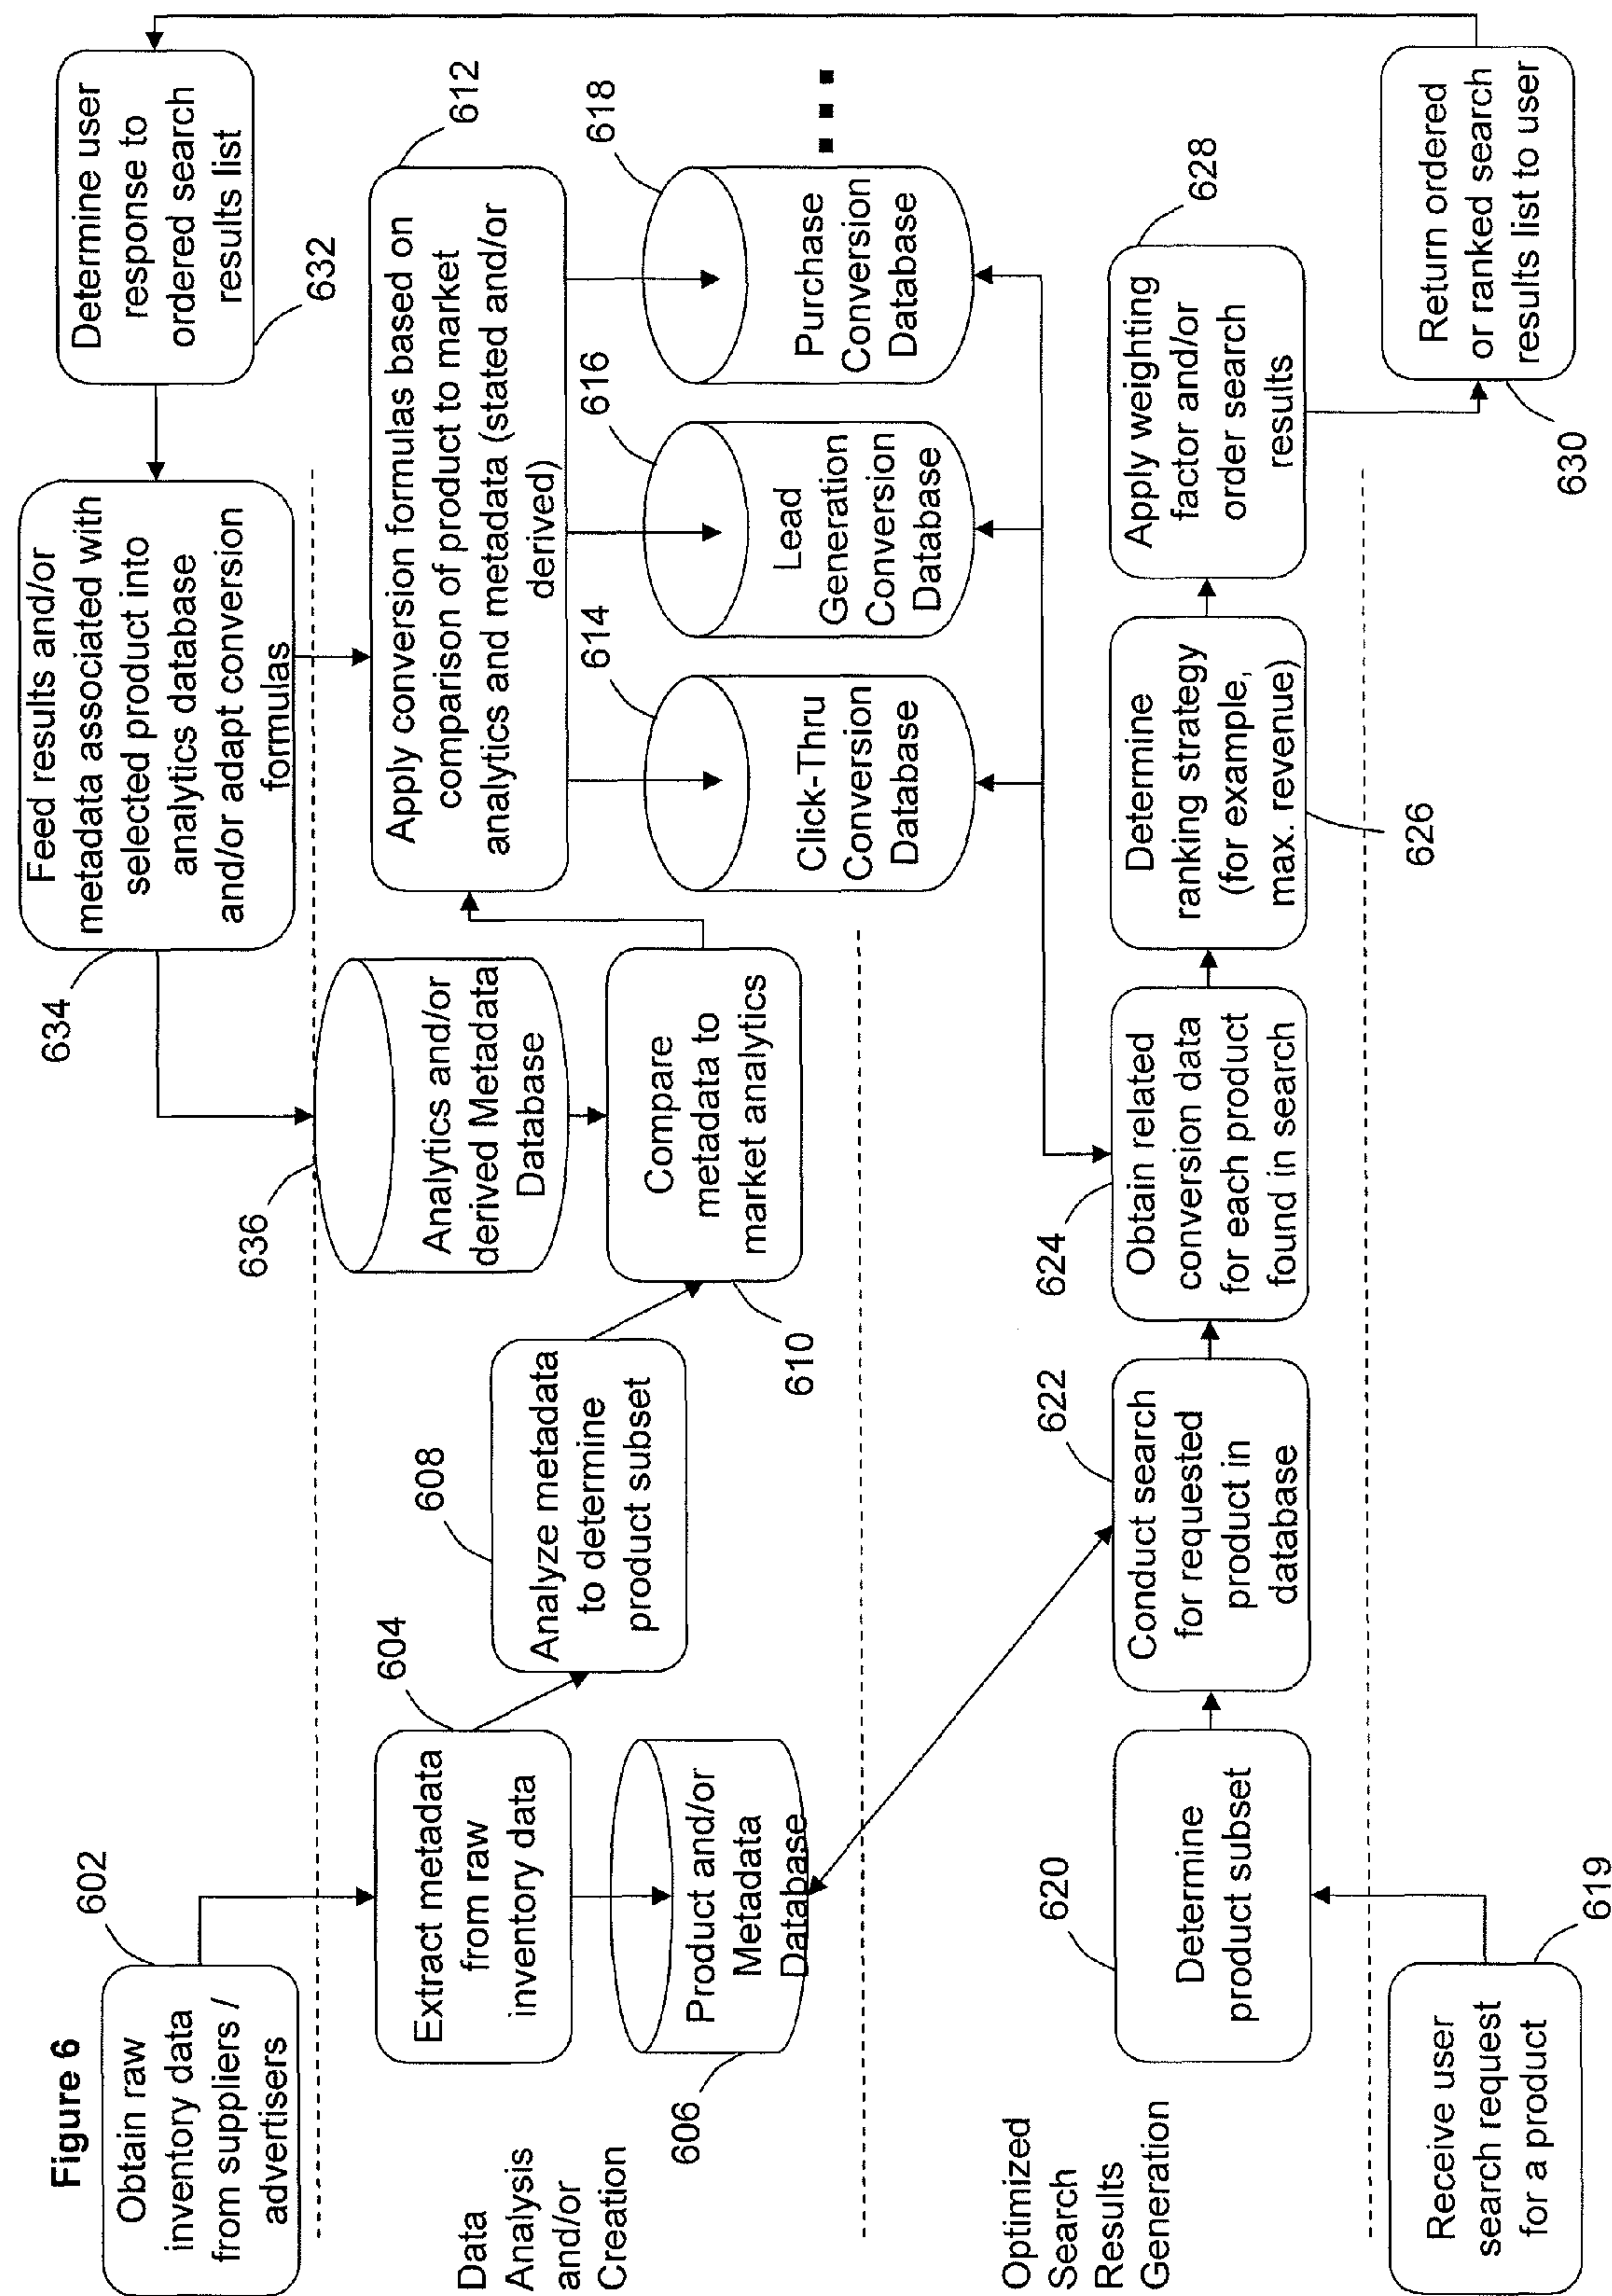 Figure 6
Obtain raw
inventory data
from suppliers /
advertisers
602
Determine user
response to
ordered search
results list
632
Feed results and/or
metadata associated with
selected product into
analytics database
and/or adapt conversion
formulas
634
Data
Analysis
and/or
Creation
Extract metadata
from raw
inventory data
604
Product and/or
Metadata
Database
606
Analyze metadata
to determine
product subset
608
Analytics and/or
derived Metadata
Database
636
Compare
metadata to
market analytics
610
Apply conversion formulas based on
comparison of product to market
analytics and metadata (stated and/or
derived)
612
Click-Thru
Conversion
Database
614
Lead
Generation
Conversion
Database
616
Purchase
Conversion
Database
618
Optimized
Search
Results
Generation
Determine
product subset
620
Conduct search
for requested
product in
database
622
Obtain related
conversion data
for each product
found in search
624
Determine
ranking strategy
(for example,
max. revenue)
626
Apply weighting
factor and/or
order search
results
628
Receive user
search request
for a product
619
Return ordered
or ranked search
results list to user
630